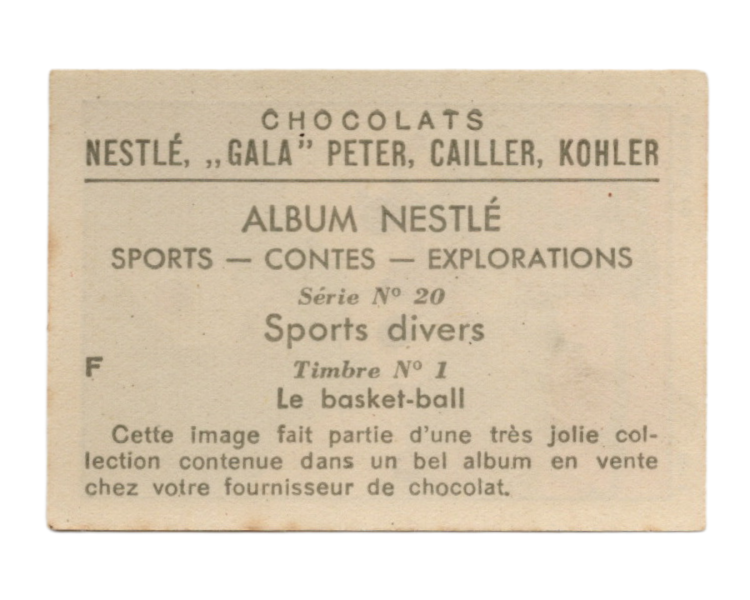 CHOCOLATS
NESTLÉ, „GALA” PETER, CAILLER, KOHLER
ALBUM NESTLÉ
SPORTS — CONTES — EXPLORATIONS
Série Nº 20
Sports divers
F
Timbre Nº 1
Le basket-ball
Cette image fait partie d'une très jolie col-
lection contenue dans un bel album en vente
chez votre fournisseur de chocolat.